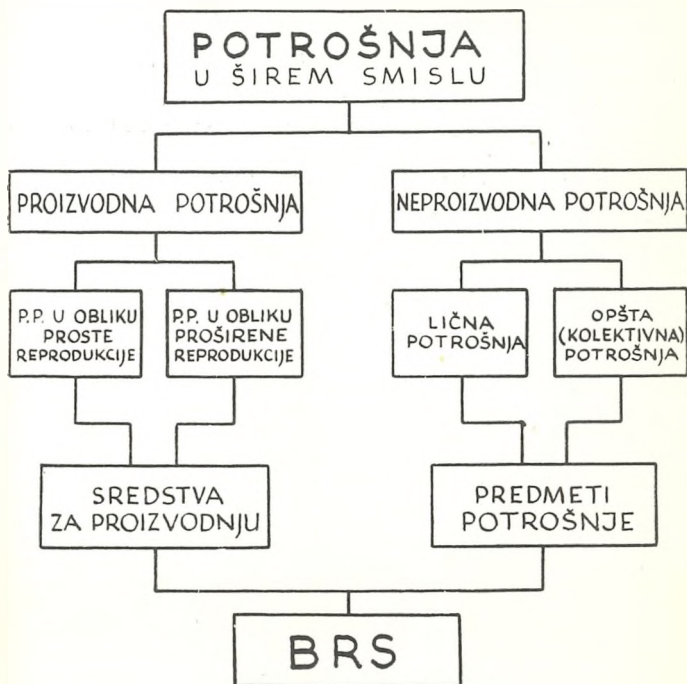 POTROŠNJA
U ŠIREM SMISLU
PROIZVODNA POTROŠNJA
NEPROIZVODNA POTROŠNJA
P.P. U OBLIKU
PROSTE
REPRODUKCIJE
P.P. U OBLIKU
PROŠIRENE
REPRODUKCIJE
LIČNA
POTROŠNJA
OPŠTA
(KOLEKTIVNA)
POTROŠNJA
SREDSTVA
ZA PROIZVODNJU
PREDMETI
POTROŠNJE
BRS